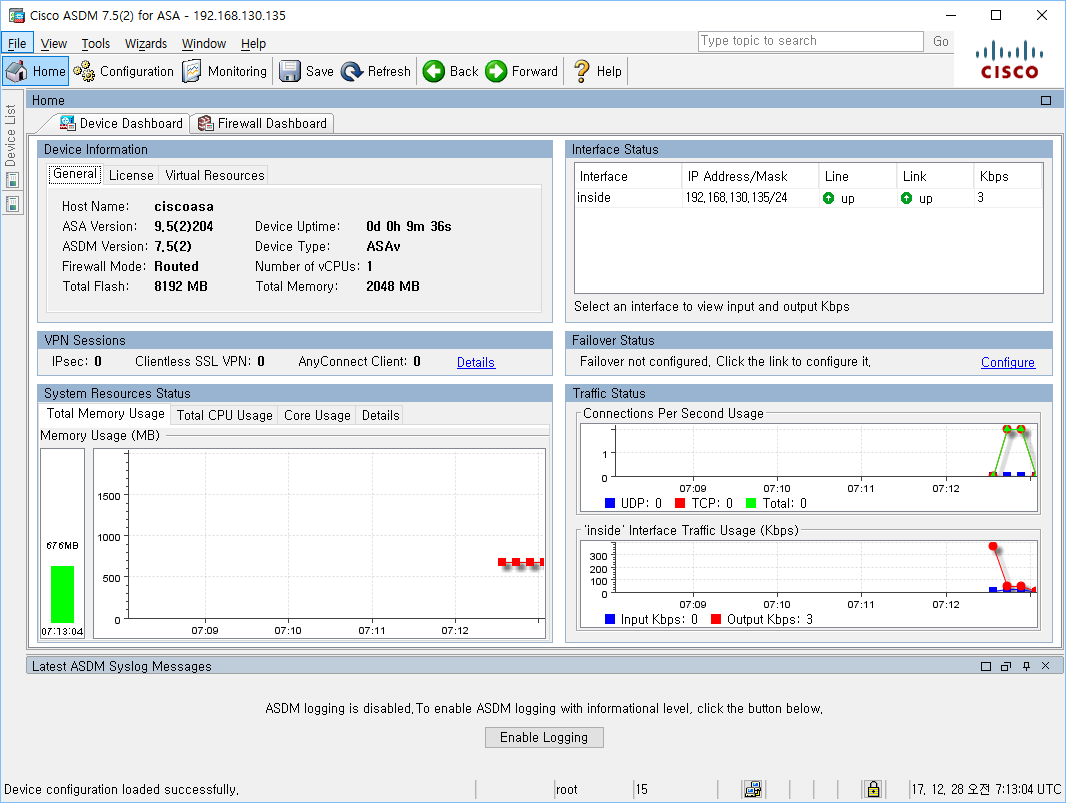 Cisco ASDM 7.5(2) for ASA - 192.168.130.135
File View Tools Wizards Window Help
Type topic to search Go
CISCO
Home Configuration Monitoring Save Refresh Back Forward Help
Device List
Home
Device Dashboard Firewall Dashboard
Device Information
General License Virtual Resources
Host Name: ciscoasa
ASA Version: 9.5(2)204 Device Uptime: 0d 0h 9m 36s
ASDM Version: 7.5(2) Device Type: ASAv
Firewall Mode: Routed Number of vCPUs: 1
Total Flash: 8192 MB Total Memory: 2048 MB
Interface Status
Interface IP Address/Mask Line Link Kbps
inside 192.168.130.135/24 up up 3
Select an interface to view input and output Kbps
VPN Sessions
IPsec: 0 Clientless SSL VPN: 0 AnyConnect Client: 0 Details
Failover Status
Failover not configured. Click the link to configure it. Configure
System Resources Status
Total Memory Usage Total CPU Usage Core Usage Details
Memory Usage (MB)
676MB
07:13:04
1500
1000
500
0
07:09 07:10 07:11 07:12
Traffic Status
Connections Per Second Usage
1
0
07:09 07:10 07:11 07:12
UDP: 0 TCP: 0 Total: 0
'inside' Interface Traffic Usage (Kbps)
300
200
100
0
07:09 07:10 07:11 07:12
Input Kbps: 0 Output Kbps: 3
Latest ASDM Syslog Messages
ASDM logging is disabled.To enable ASDM logging with informational level, click the button below.
Enable Logging
Device configuration loaded successfully. root 15 17. 12. 28 오전 7:13:04 UTC